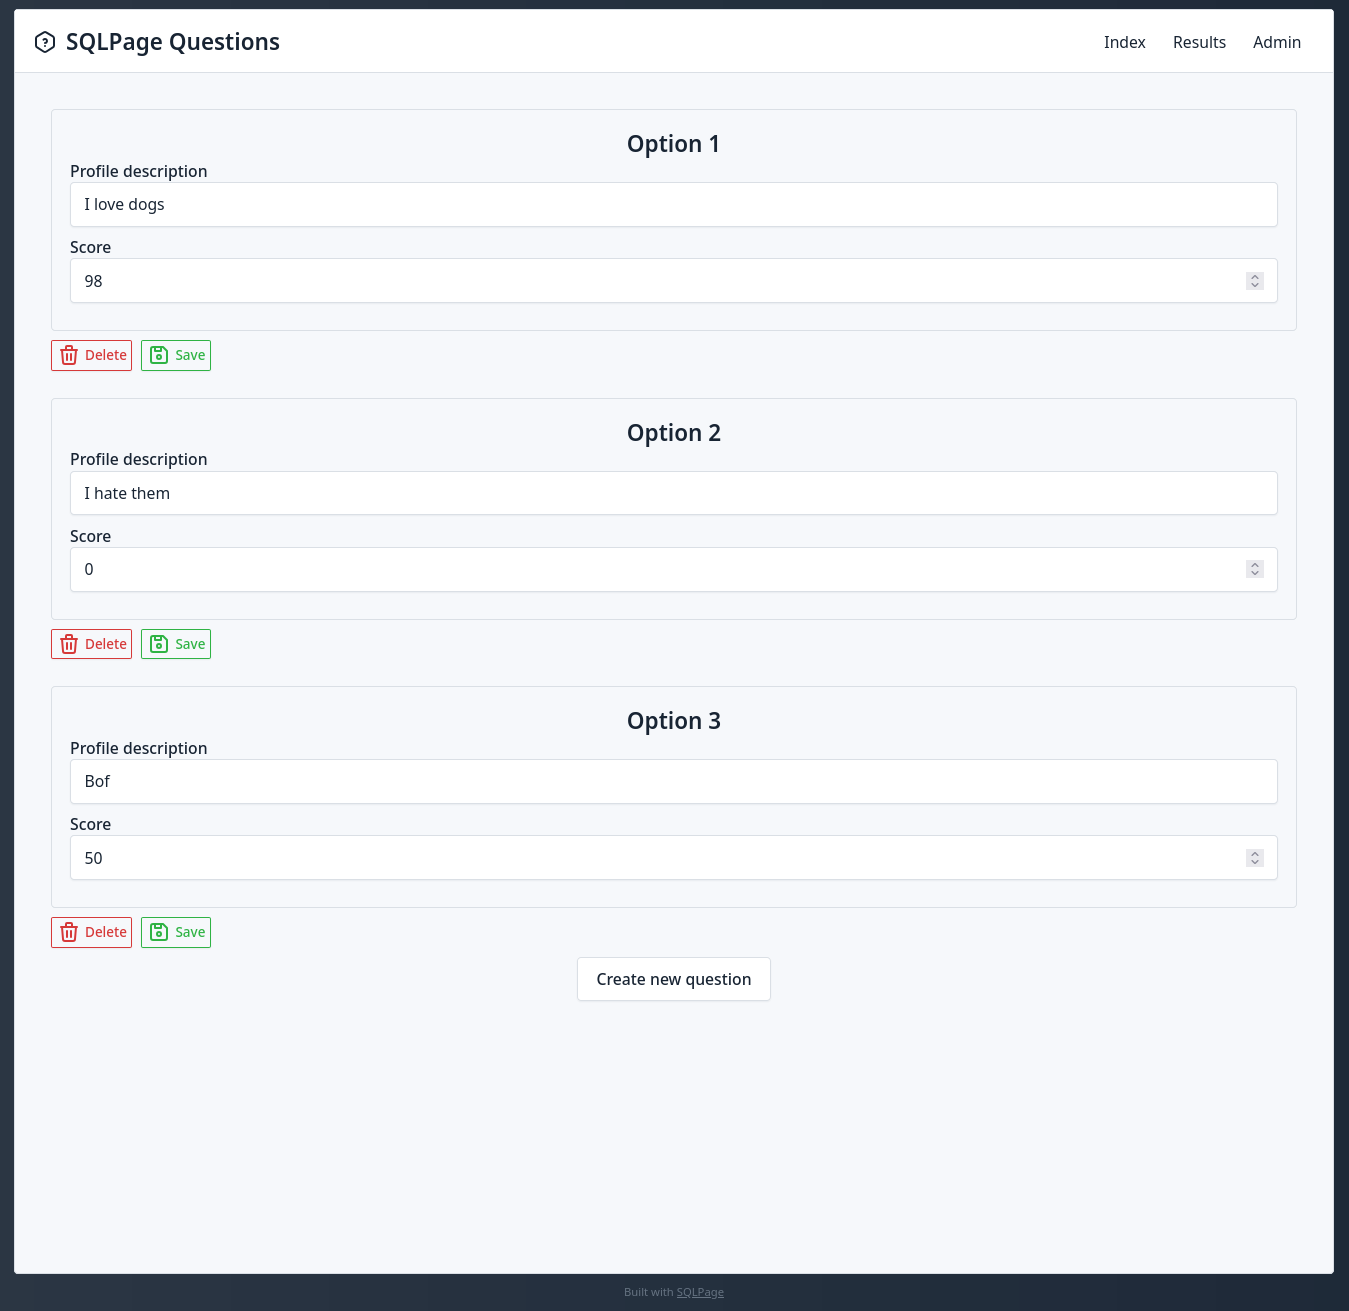 SQLPage Questions Index Results Admin
Option 1
Profile description
I love dogs
Score
98
Delete Save
Option 2
Profile description
I hate them
Score
0
Delete Save
Option 3
Profile description
Bof
Score
50
Delete Save
Create new question
Built with SQLPage